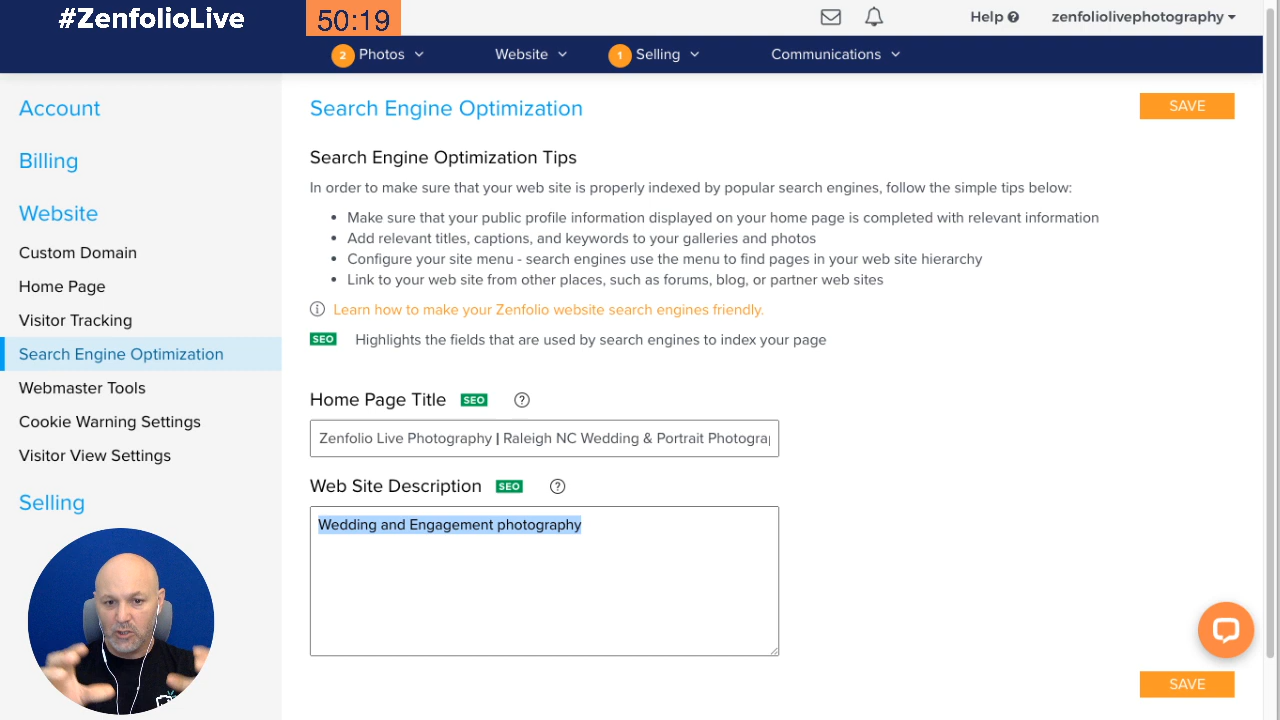 #ZenfolioLive
50:19
Help
zenfoliolivephotography
2 Photos
Website
1 Selling
Communications
Account
Billing
Website
Custom Domain
Home Page
Visitor Tracking
Search Engine Optimization
Webmaster Tools
Cookie Warning Settings
Visitor View Settings
Selling
Search Engine Optimization
SAVE
Search Engine Optimization Tips
In order to make sure that your web site is properly indexed by popular search engines, follow the simple tips below:
• Make sure that your public profile information displayed on your home page is completed with relevant information
• Add relevant titles, captions, and keywords to your galleries and photos
• Configure your site menu - search engines use the menu to find pages in your web site hierarchy
• Link to your web site from other places, such as forums, blog, or partner web sites
Learn how to make your Zenfolio website search engines friendly.
SEO Highlights the fields that are used by search engines to index your page
Home Page Title SEO
Zenfolio Live Photography | Raleigh NC Wedding & Portrait Photogra
Web Site Description SEO
Wedding and Engagement photography
SAVE